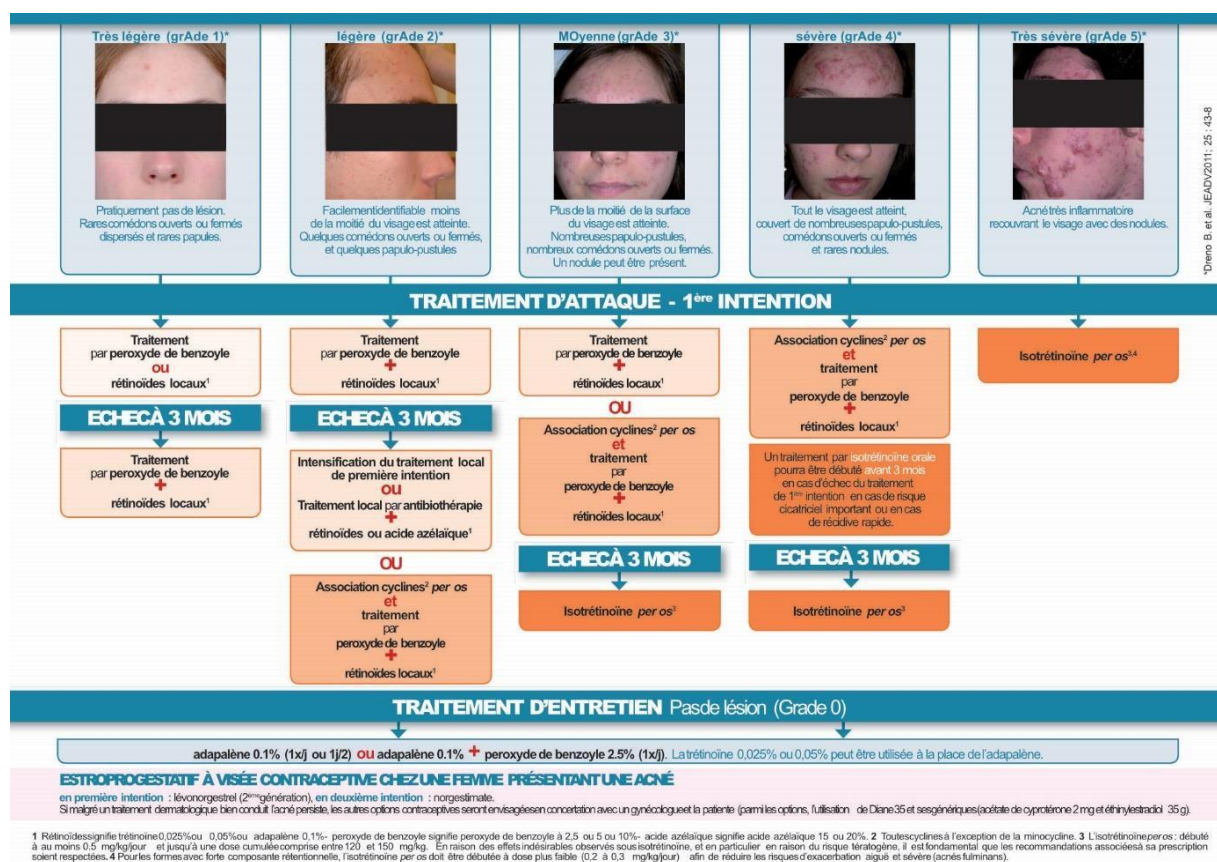 Très légère (grAde 1)*
légère (grAde 2)*
MOyenne (grAde 3)*
sévère (grAde 4)*
Très sévère (grAde 5)*
Pratiquement pas de lésion.
Rares comédons ouverts ou fermés
dispersés et rares papules.
Facilementidentifiable moins
de la moitié du visage est atteinte.
Quelques comédons ouverts ou fermés,
et quelques papulo-pustules
Plus de la moitié de la surface
du visage est atteinte.
Nombreuses papulo-pustules,
nombreux comédons ouverts ou fermés.
Un nodule peut être présent.
Tout le visage est atteint,
couvert de nombreuses papulo-pustules,
comédons ouverts ou fermés
et rares nodules.
Acné très inflammatoire
recouvrant le visage avec des nodules.
*Dreno B. et al. JEADV2011; 25 : 43-8
TRAITEMENT D'ATTAQUE - 1ère INTENTION
Traitement
par peroxyde de benzoyle
ou
rétinoïdes locaux1
ECHECÀ 3 MOIS
Traitement
par peroxyde de benzoyle
+
rétinoïdes locaux1
Traitement
par peroxyde de benzoyle
+
rétinoïdes locaux1
ECHECÀ 3 MOIS
Intensification du traitement local
de première intention
ou
Traitement local par antibiothérapie
+
rétinoïdes ou acide azélaïque1
OU
Association cyclines2 per os
et
traitement
par
peroxyde de benzoyle
+
rétinoïdes locaux1
Traitement
par peroxyde de benzoyle
+
rétinoïdes locaux1
OU
Association cyclines2 per os
et
traitement
par
peroxyde de benzoyle
+
rétinoïdes locaux1
ECHECÀ 3 MOIS
Isotrétinoïne per os3
Association cyclines2 per os
et
traitement
par
peroxyde de benzoyle
+
rétinoïdes locaux1
Un traitement par isotrétinoïne orale
pourra être débuté avant 3 mois
en cas d'échec du traitement
de 1ère intention en cas de risque
cicatriciel important ou en cas
de récidive rapide.
ECHECÀ 3 MOIS
Isotrétinoïne per os3
Isotrétinoïne per os3,4
TRAITEMENT D'ENTRETIEN Pas de lésion (Grade 0)
adapalène 0.1% (1x/j ou 1j/2) ou adapalène 0.1% + peroxyde de benzoyle 2.5% (1x/j). La trétinoïne 0,025% ou 0,05% peut être utilisée à la place de l'adapalène.
ESTROPROGESTATIF À VISÉE CONTRACEPTIVE CHEZ UNE FEMME PRÉSENTANT UNE ACNÉ
en première intention : lévonorgestrel (2ièmegénération), en deuxième intention : norgestimate.
Si malgré un traitement dermatologique bien conduit l'acné persiste, les autres options contraceptives seront envisagées en concertation avec un gynécologue et la patiente (parmi les options, l'utilisation de Diane 35 et ses génériques (acétate de cyprotérone 2 mg et éthinylestradiol 35 g).
1 Rétinoïdes signifie trétinoïne 0,025% ou 0,05% ou adapalène 0,1%- peroxyde de benzoyle signifie peroxyde de benzoyle à 2,5 ou 5 ou 10%- acide azélaïque signifie acide azélaïque 15 ou 20%. 2 Toutes cyclines à l'exception de la minocycline. 3 L'isotrétinoïne per os : débuté
à au moins 0.5 mg/kg/jour et jusqu'à une dose cumulée comprise entre 120 et 150 mg/kg. En raison des effets indésirables observés sous isotrétinoïne, et en particulier en raison du risque tératogène, il est fondamental que les recommandations associées à sa prescription
soient respectées. 4 Pour les formes avec forte composante rétentionnelle, l'isotrétinoïne per os doit être débutée à dose plus faible (0,2 à 0,3 mg/kg/jour) afin de réduire les risques d'exacerbation aiguë et sévère (acnés fulminans).